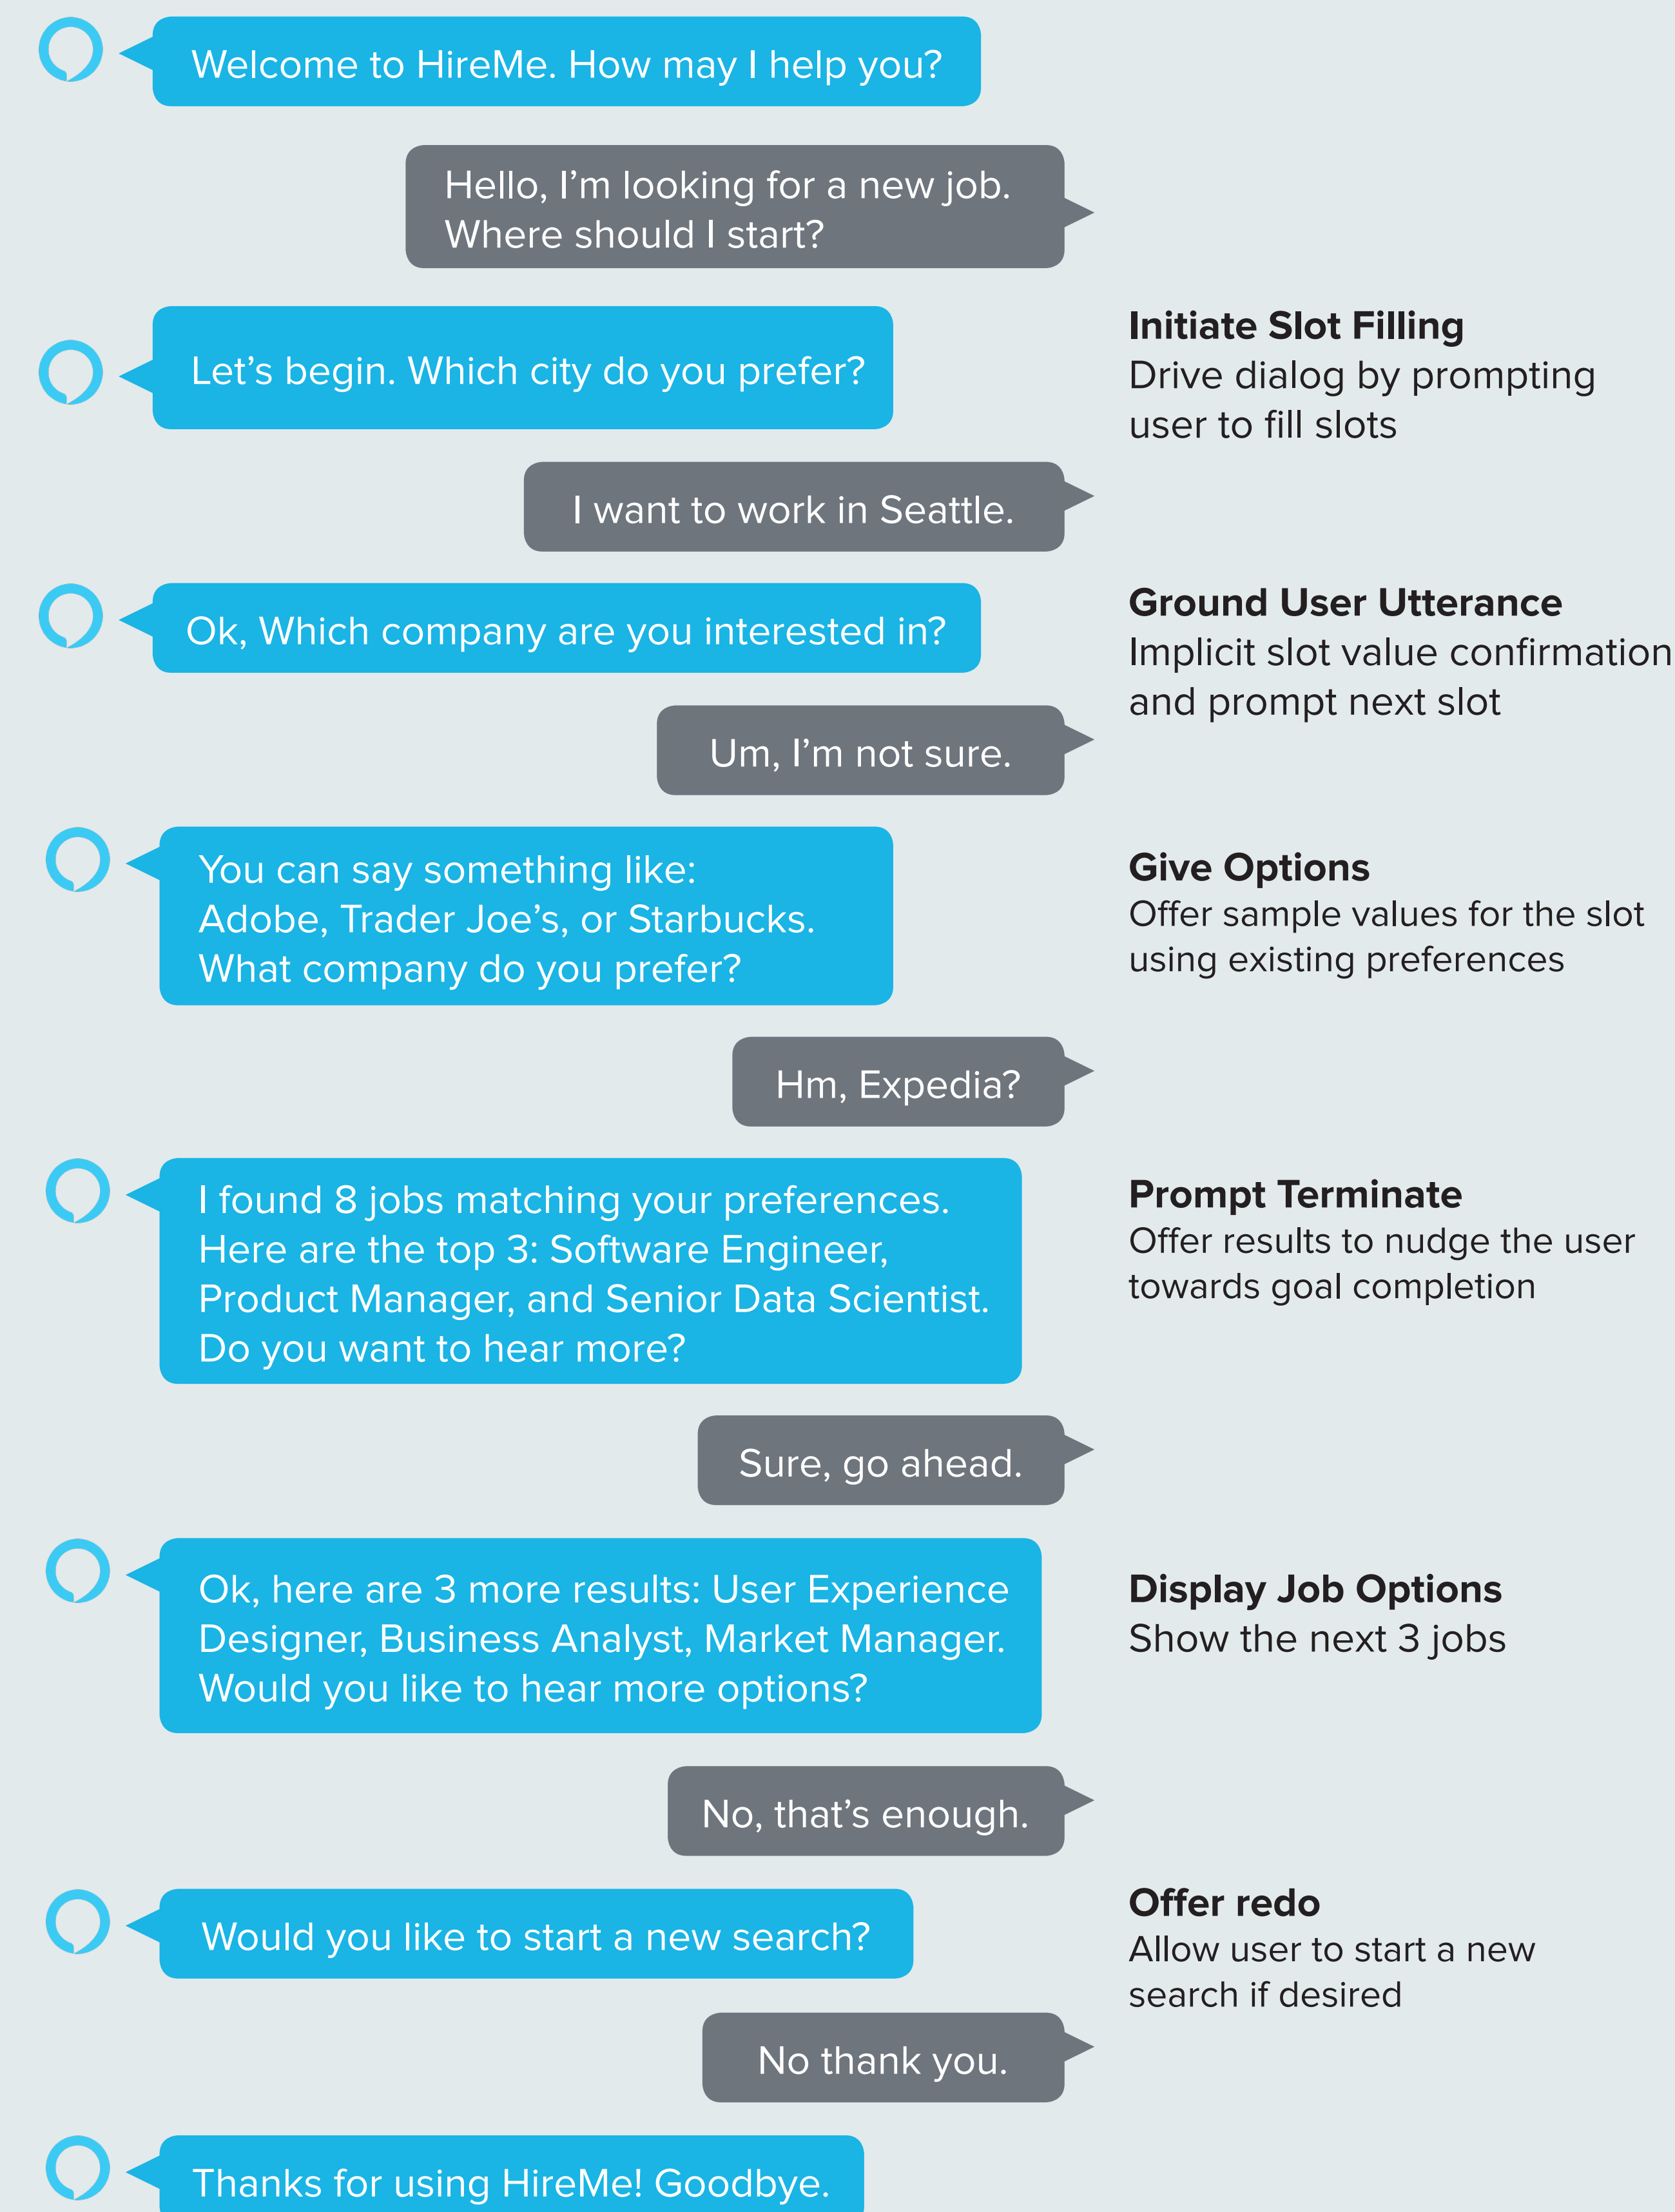 Welcome to HireMe. How may I help you?
Hello, I'm looking for a new job.
Where should I start?
Let's begin. Which city do you prefer?
Initiate Slot Filling
Drive dialog by prompting
user to fill slots
I want to work in Seattle.
Ok, Which company are you interested in?
Ground User Utterance
Implicit slot value confirmation
and prompt next slot
Um, I'm not sure.
You can say something like:
Adobe, Trader Joe's, or Starbucks.
What company do you prefer?
Give Options
Offer sample values for the slot
using existing preferences
Hm, Expedia?
I found 8 jobs matching your preferences.
Here are the top 3: Software Engineer,
Product Manager, and Senior Data Scientist.
Do you want to hear more?
Prompt Terminate
Offer results to nudge the user
towards goal completion
Sure, go ahead.
Ok, here are 3 more results: User Experience
Designer, Business Analyst, Market Manager.
Would you like to hear more options?
Display Job Options
Show the next 3 jobs
No, that's enough.
Would you like to start a new search?
Offer redo
Allow user to start a new
search if desired
No thank you.
Thanks for using HireMe! Goodbye.